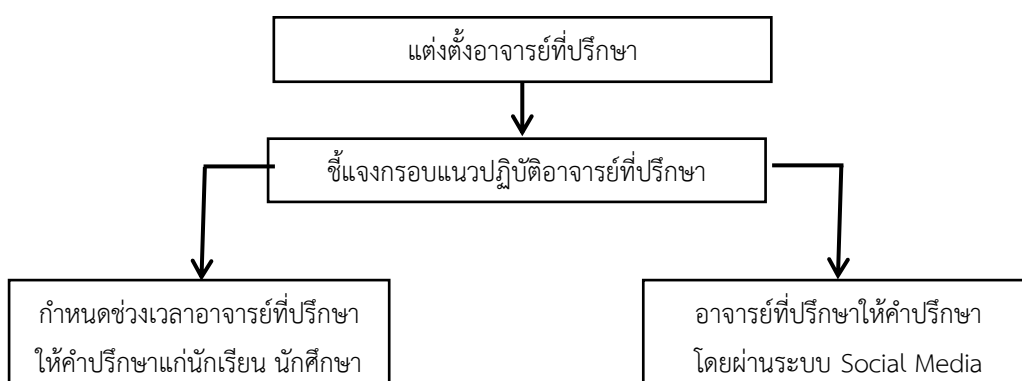 แต่งตั้งอาจารย์ที่ปรึกษา
ชี้แจงกรอบแนวปฏิบัติอาจารย์ที่ปรึกษา
กำหนดช่วงเวลาอาจารย์ที่ปรึกษา
ให้คำปรึกษาแก่นักเรียน นักศึกษา
อาจารย์ที่ปรึกษาให้คำปรึกษา
โดยผ่านระบบ Social Media